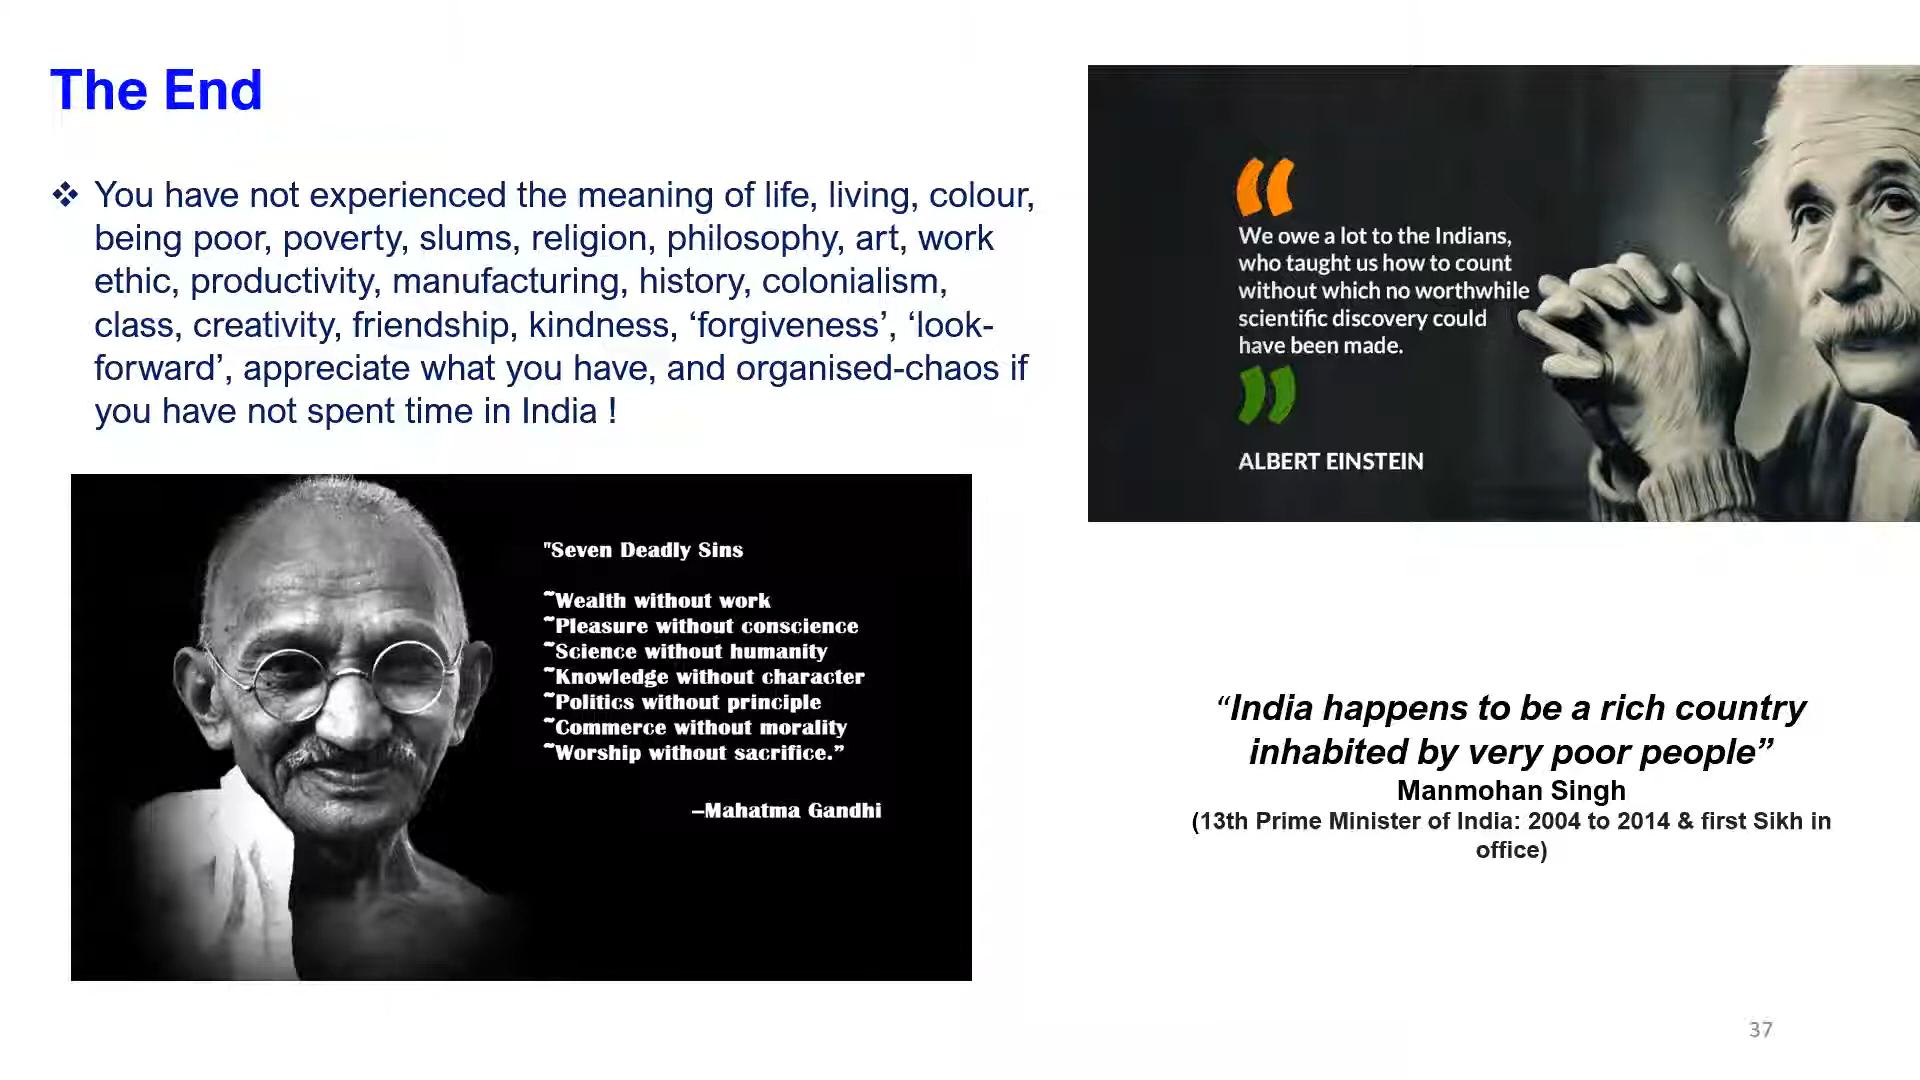 The End
❖ You have not experienced the meaning of life, living, colour,
being poor, poverty, slums, religion, philosophy, art, work
ethic, productivity, manufacturing, history, colonialism,
class, creativity, friendship, kindness, ‘forgiveness’, ‘look-
forward’, appreciate what you have, and organised-chaos if
you have not spent time in India !
“
We owe a lot to the Indians,
who taught us how to count
without which no worthwhile
scientific discovery could
have been made.
”
ALBERT EINSTEIN
"Seven Deadly Sins
~Wealth without work
~Pleasure without conscience
~Science without humanity
~Knowledge without character
~Politics without principle
~Commerce without morality
~Worship without sacrifice.”
–Mahatma Gandhi
“India happens to be a rich country
inhabited by very poor people”
Manmohan Singh
(13th Prime Minister of India: 2004 to 2014 & first Sikh in
office)
37